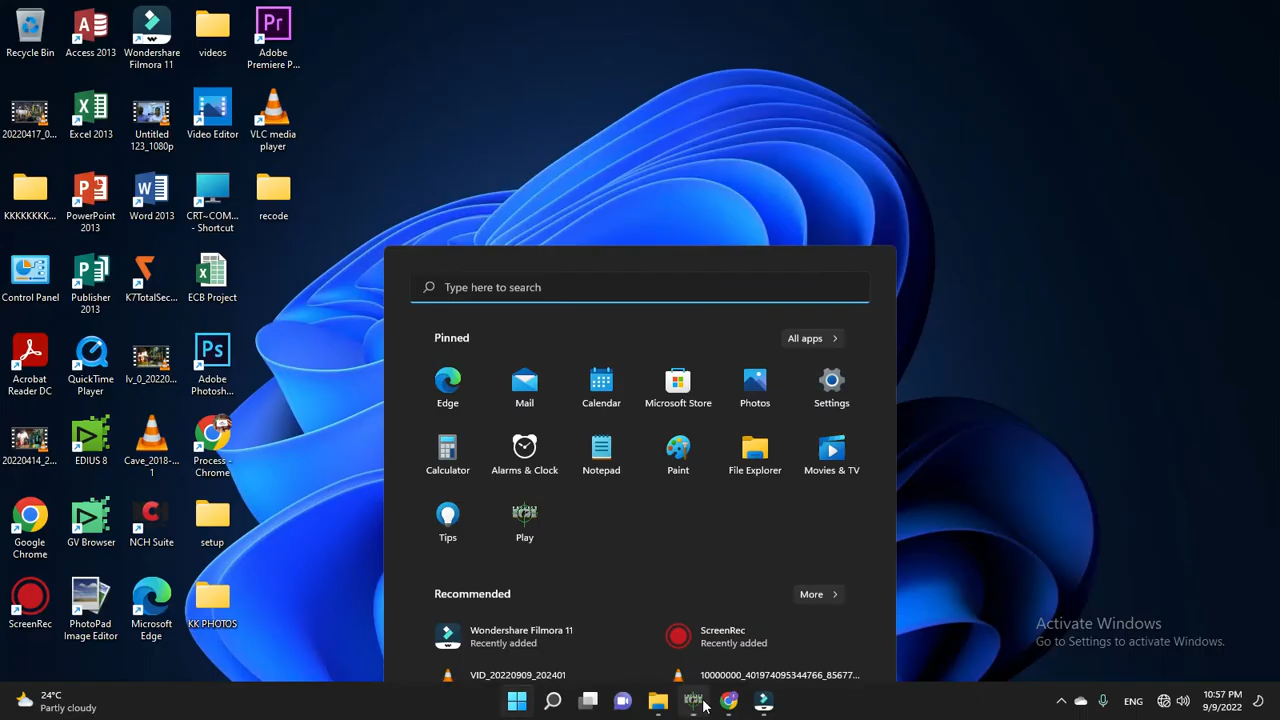 Recycle Bin
Access 2013
Wondershare
Filmora 11
videos
Adobe
Premiere P...
20220417_0...
Excel 2013
Untitled
123_1080p
Video Editor
VLC media
player
KKKKKKKK...
PowerPoint
2013
Word 2013
CRT~COM...
- Shortcut
recode
Control Panel
Publisher
2013
K7TotalSec...
ECB Project
Acrobat
Reader DC
QuickTime
Player
lv_0_20220...
Adobe
Photosh...
20220414_2...
EDIUS 8
Cave_2018-...
1
Process -
Chrome
Google
Chrome
GV Browser
NCH Suite
setup
ScreenRec
PhotoPad
Image Editor
Microsoft
Edge
KK PHOTOS
Type here to search
Pinned
All apps
Edge
Mail
Calendar
Microsoft Store
Photos
Settings
Calculator
Alarms & Clock
Notepad
Paint
File Explorer
Movies & TV
Tips
Play
Recommended
More
Wondershare Filmora 11
Recently added
ScreenRec
Recently added
VID_20220909_202401
10000000_401974095344766_85677...
Activate Windows
Go to Settings to activate Windows.
24°C
Partly cloudy
ENG
10:57 PM
9/9/2022